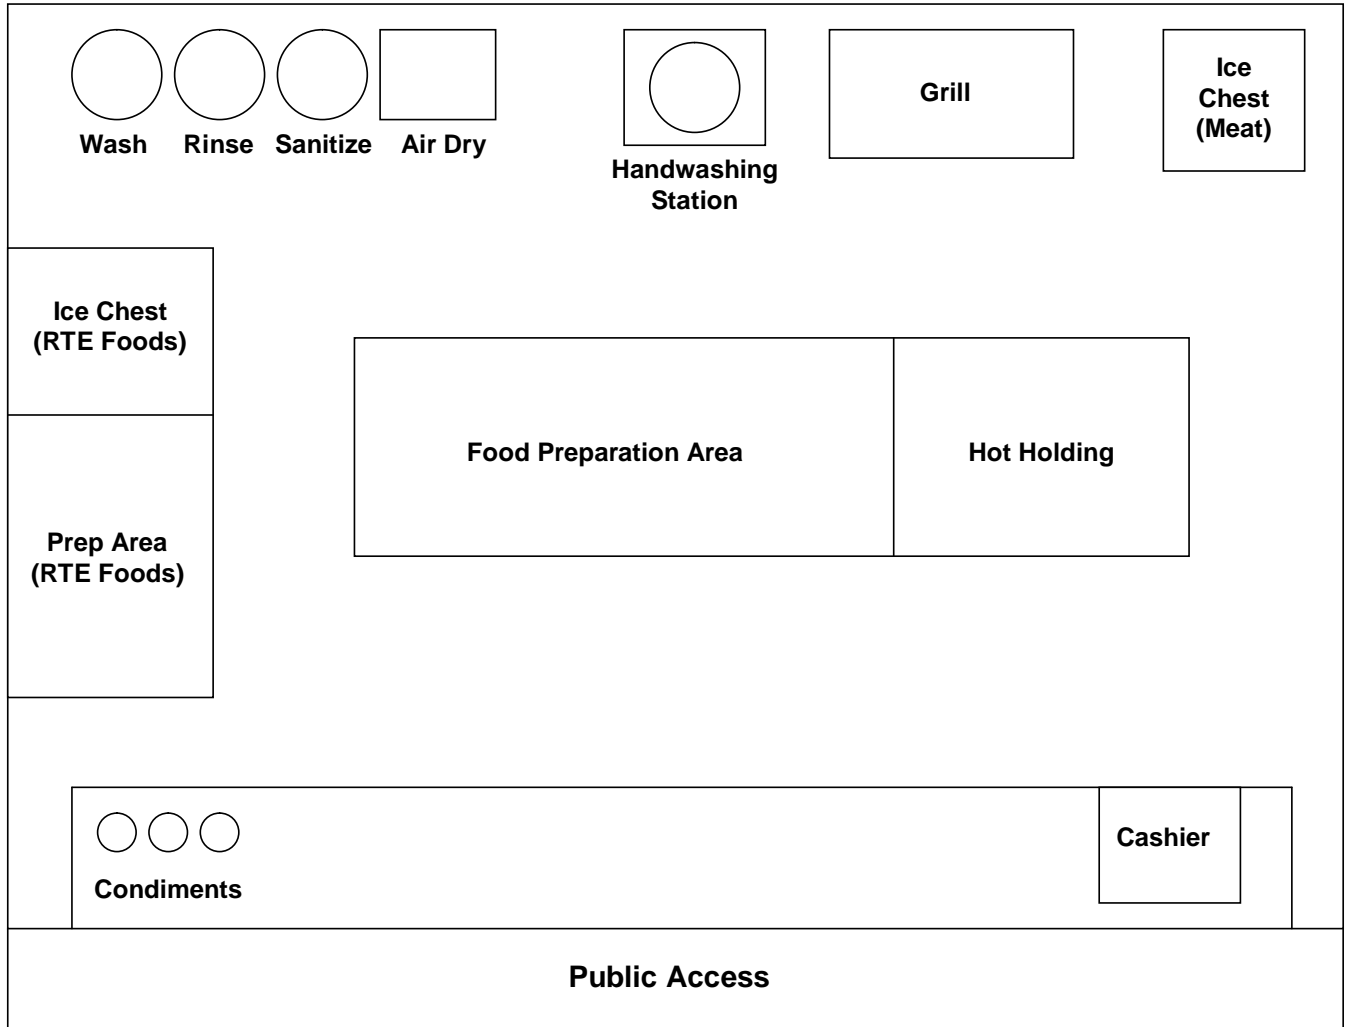 Wash
Rinse
Sanitize
Air Dry
Handwashing
Station
Grill
Ice
Chest
(Meat)
Ice Chest
(RTE Foods)
Prep Area
(RTE Foods)
Food Preparation Area
Hot Holding
Condiments
Cashier
Public Access